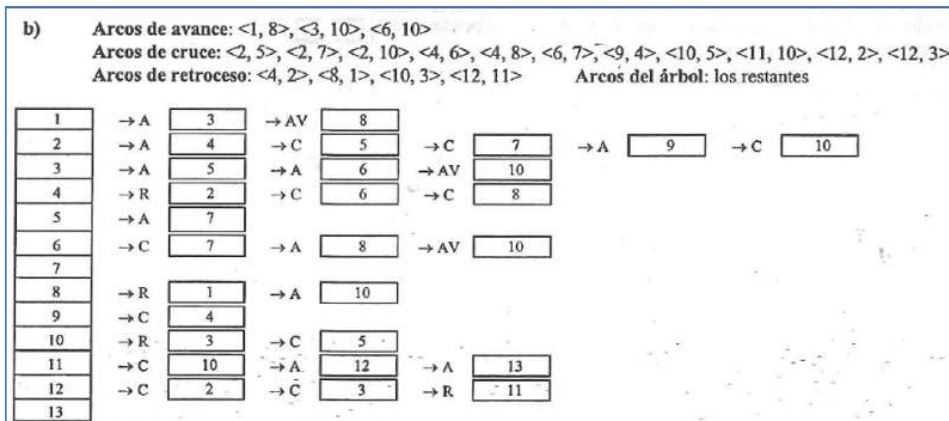 b) Arcos de avance: <1, 8>, <3, 10>, <6, 10>
Arcos de cruce: <2, 5>, <2, 7>, <2, 10>, <4, 6>, <4, 8>, <6, 7>, <9, 4>, <10, 5>, <11, 10>, <12, 2>, <12, 3>
Arcos de retroceso: <4, 2>, <8, 1>, <10, 3>, <12, 11> Arcos del árbol: los restantes
1 → A 3 → AV 8
2 → A 4 → C 5 → C 7 → A 9 → C 10
3 → A 5 → A 6 → AV 10
4 → R 2 → C 6 → C 8
5 → A 7
6 → C 7 → A 8 → AV 10
7
8 → R 1 → A 10
9 → C 4
10 → R 3 → C 5
11 → C 10 → A 12 → A 13
12 → C 2 → C 3 → R 11
13